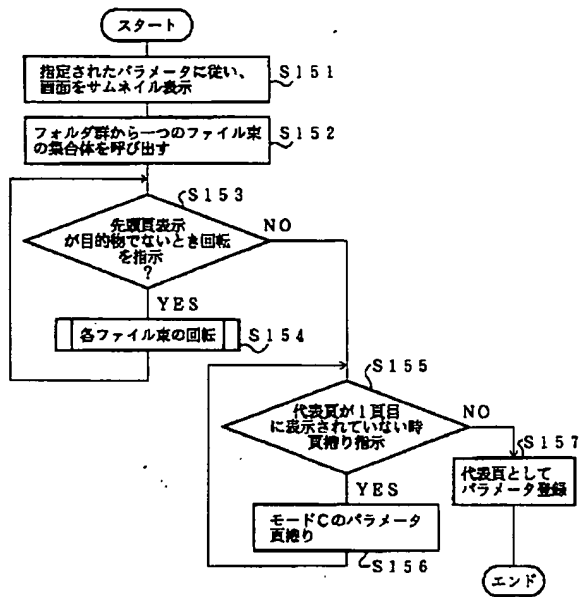 スタート
指定されたパラメータに従い、
画面をサムネイル表示
S151
フォルダ群から一つのファイル束
の集合体を呼び出す
S152
S153
先頭頁表示
が目的物でないとき回転
を指示
?
NO
YES
各ファイル束の回転
S154
S155
代表頁が1頁目
に表示されていない時
頁捲り指示
NO
YES
S157
代表頁として
パラメータ登録
モードCのパラメータ
頁捲り
S156
エンド